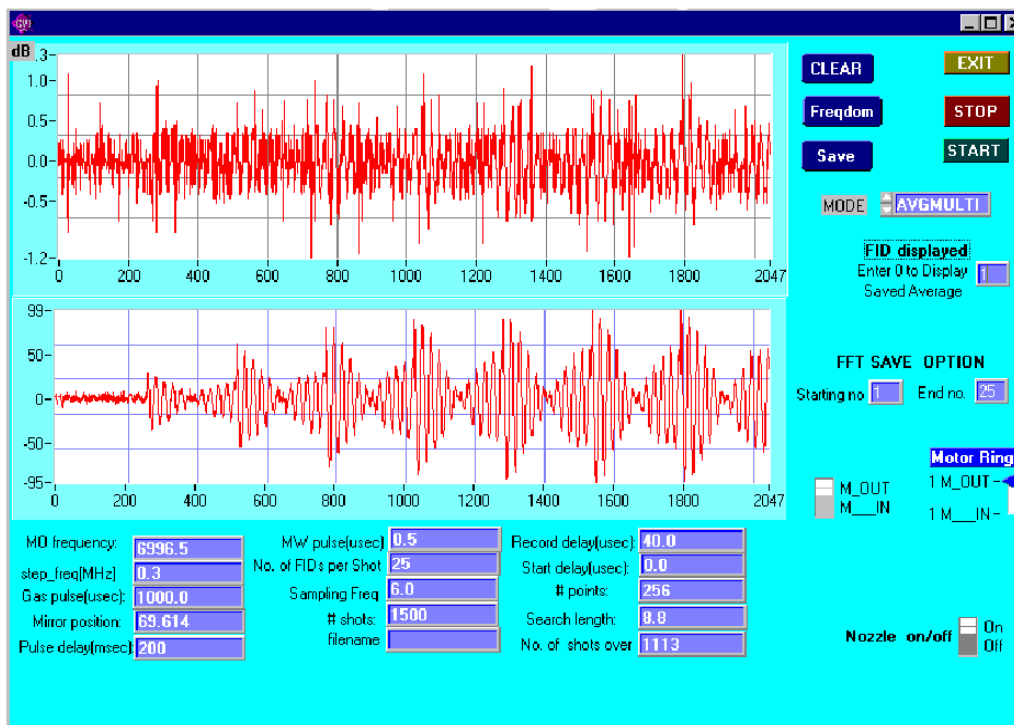 cvi
dB
.3-
1.0-
0.5-
0.0-
-0.5-
-1.2-
0 200 400 600 800 1000 1200 1400 1600 1800 2047
99-
50-
0-
-50-
-95-
0 200 400 600 800 1000 1200 1400 1600 1800 2047
CLEAR EXIT
Freqdom STOP
Save START
MODE AVGMULTI
FID displayed
Enter 0 to Display 1
Saved Average
FFT SAVE OPTION
Starting no 1 End no. 25
Motor Ring
M_OUT 1 M_OUT-
M___IN 1 M___IN-
MO frequency: 6996.5
step_freq[MHz] 0.3
Gas pulse(usec): 1000.0
Mirror position: 69.614
Pulse delay(msec) 200
MW pulse(usec) 0.5
No. of FIDs per Shot 25
Sampling Freq 6.0
# shots: 1500
filename
Record delay(usec): 40.0
Start delay(usec): 0.0
# points: 256
Search length: 8.8
No. of shots over 1113
Nozzle on/off On
Off